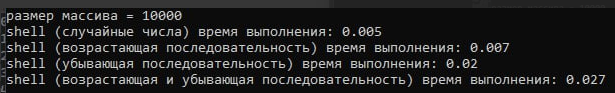 размер массива = 10000
shell (случайные числа) время выполнения: 0.005
shell (возрастающая последовательность) время выполнения: 0.007
shell (убывающая последовательность) время выполнения: 0.02
shell (возрастающая и убывающая последовательность) время выполнения: 0.027